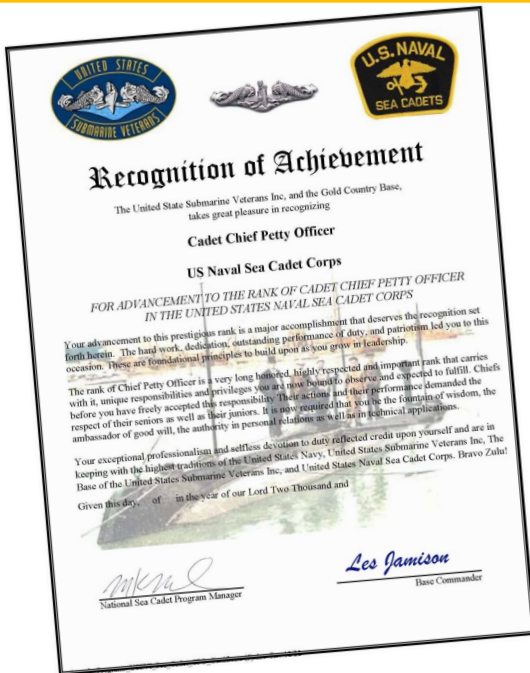 UNITED STATES
SUBMARINE VETERANS
U.S. NAVAL
SEA CADETS
Recognition of Achievement
The United State Submarine Veterans Inc, and the Gold Country Base,
takes great pleasure in recognizing
Cadet Chief Petty Officer
US Naval Sea Cadet Corps
FOR ADVANCEMENT TO THE RANK OF CADET CHIEF PETTY OFFICER
IN THE UNITED STATES NAVAL SEA CADET CORPS
Your advancement to this prestigious rank is a major accomplishment that deserves the recognition set
forth herein. The hard work, dedication, outstanding performance of duty, and patriotism led you to this
occasion. These are foundational principles to build upon as you grow in leadership.
The rank of Chief Petty Officer is a very long honored, highly respected and important rank that carries
with it, unique responsibilities and privileges you are now bound to observe and expected to fulfill. Chiefs
before you have freely accepted this responsibility Their actions and their performance demanded the
respect of their seniors as well as their juniors. It is now required that you be the fountain of wisdom, the
ambassador of good will, the authority in personal relations as well as in technical applications.
Your exceptional professionalism and selfless devotion to duty reflected credit upon yourself and are in
keeping with the highest traditions of the United States Navy, United States Submarine Veterans Inc, The
Base of the United States Submarine Veterans Inc, and United States Naval Sea Cadet Corps. Bravo Zulu!
Given this day, of in the year of our Lord Two Thousand and
Les Jamison
National Sea Cadet Program Manager
Base Commander